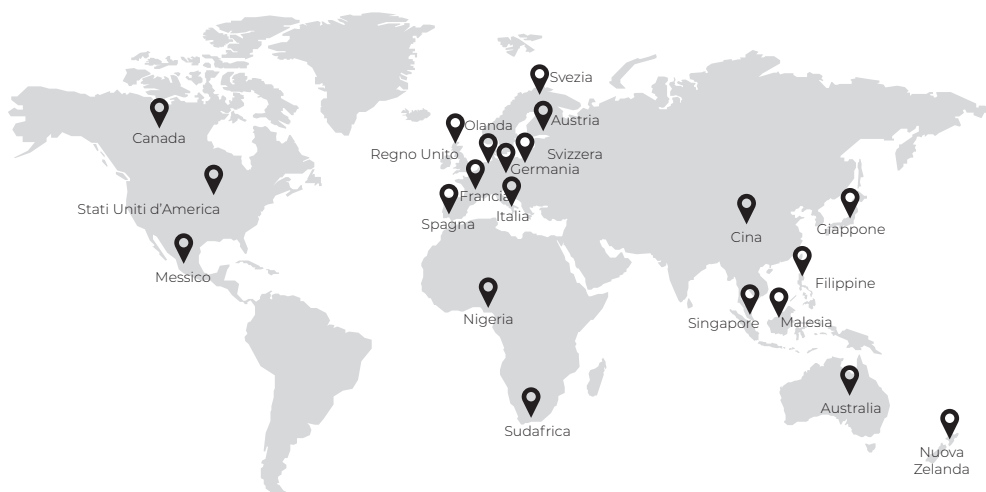 Svezia
Canada
Olanda
Austria
Regno Unito
Svizzera
Germania
Francia
Stati Uniti d’America
Italia
Spagna
Giappone
Cina
Messico
Filippine
Nigeria
Singapore
Malesia
Australia
Sudafrica
Nuova
Zelanda